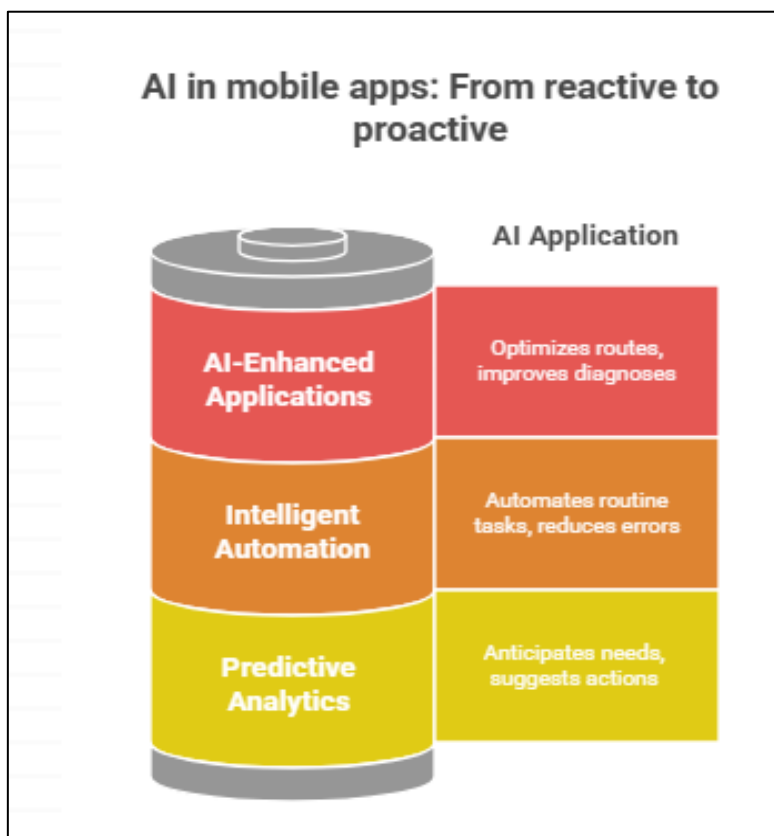 AI in mobile apps: From reactive to
proactive
AI Application
AI-Enhanced
Applications
Optimizes routes,
improves diagnoses
Intelligent
Automation
Automates routine
tasks, reduces errors
Predictive
Analytics
Anticipates needs,
suggests actions